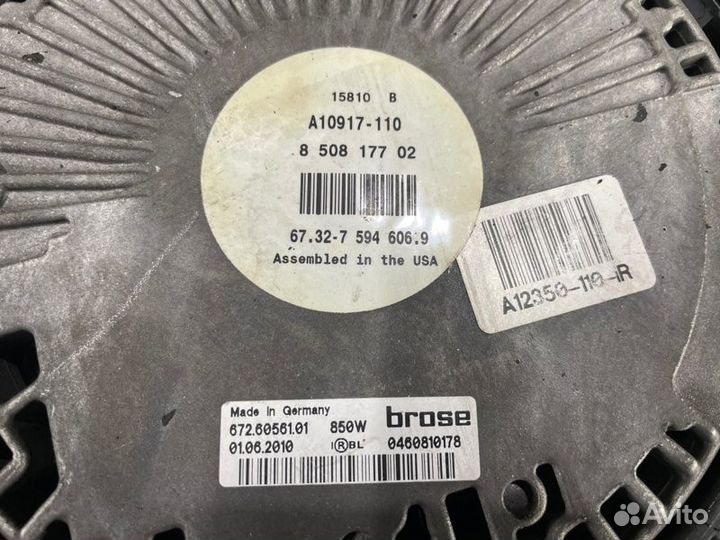 15810 B
A10917-110
8 508 177 02
67.32-7 594 606.9
Assembled in the USA
A12350-110-R
Made in Germany
brose
672.60561.01 850W
01.06.2010 I®BL 0460810178
Avito